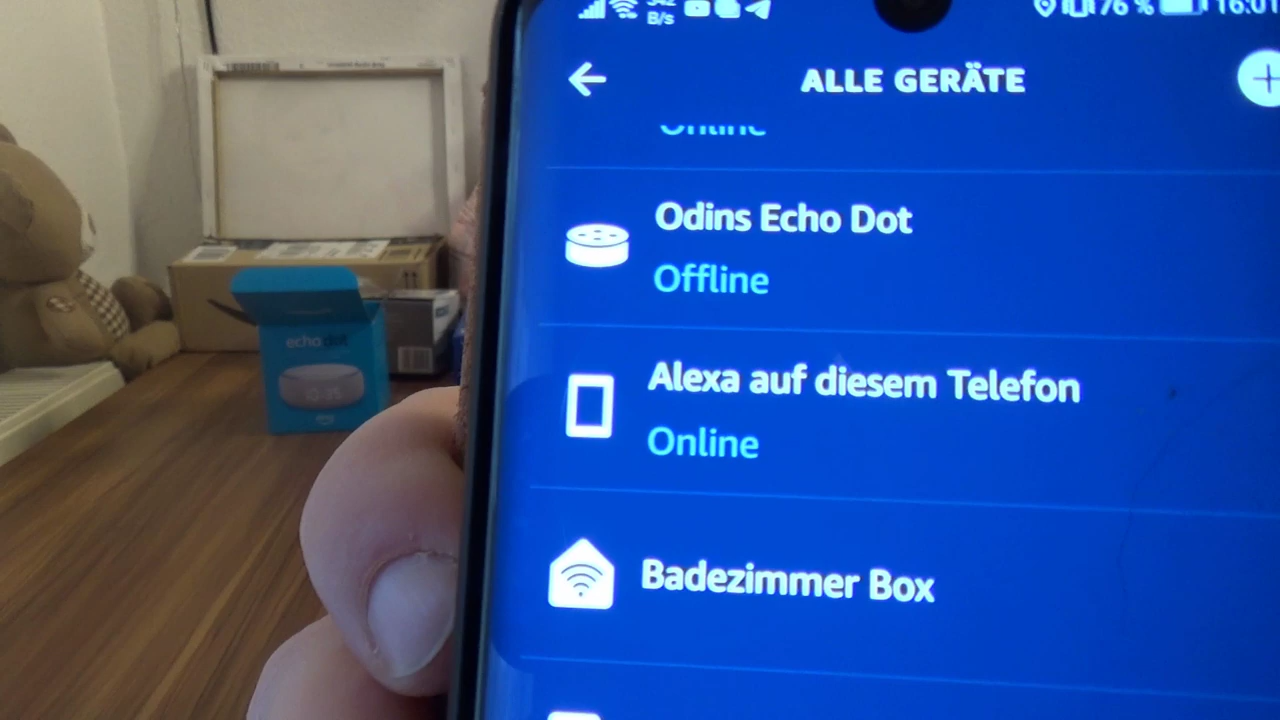 542
B/s
76 % 16:01
ALLE GERÄTE
Online
Odins Echo Dot
Offline
Alexa auf diesem Telefon
Online
Badezimmer Box
echo dot